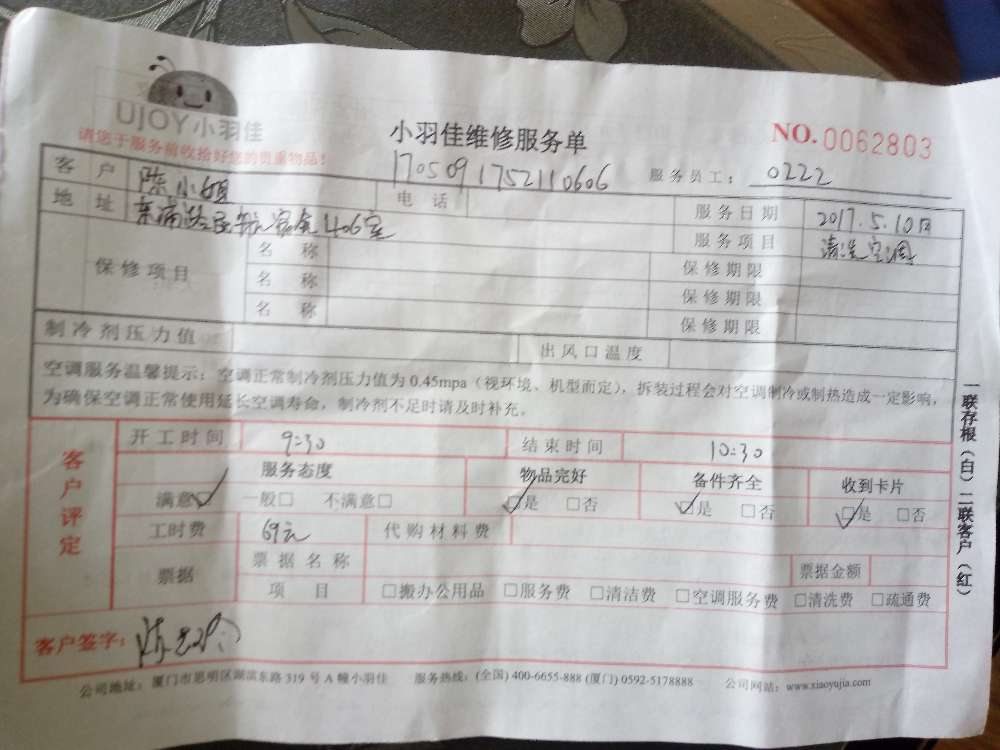 UJOY小羽佳
请您于服务前收拾好您的贵重物品！
小羽佳维修服务单
NO.0062803
1705091752110606
服务员工： 0222
客户 陈小姐 电话 服务日期 2017.5.10日
地址 406室 服务项目 清洗空调
保修项目 名称 保修期限
名称 保修期限
名称 保修期限
制冷剂压力值 出风口温度
空调服务温馨提示：空调正常制冷剂压力值为 0.45mpa（视环境、机型而定），拆装过程会对空调制冷或制热造成一定影响，
为确保空调正常使用延长空调寿命，制冷剂不足时请及时补充。
客户评定
开工时间 9:30 结束时间 10:30
服务态度 物品完好 备件齐全 收到卡片
满意☑ 一般□ 不满意□ ☑是 □否 ☑是 □否 ☑是 □否
工时费 69元 代购材料费
票据 票据名称 票据金额
项目 □搬办公用品 □服务费 □清洁费 □空调服务费 □清洗费 □疏通费
客户签字：
一联存根（白）二联客户（红）
公司地址：厦门市思明区湖滨东路 319 号 A 幢小羽佳 服务热线：(全国) 400-6655-888 (厦门) 0592-5178888 公司网站：www.xiaoyujia.com